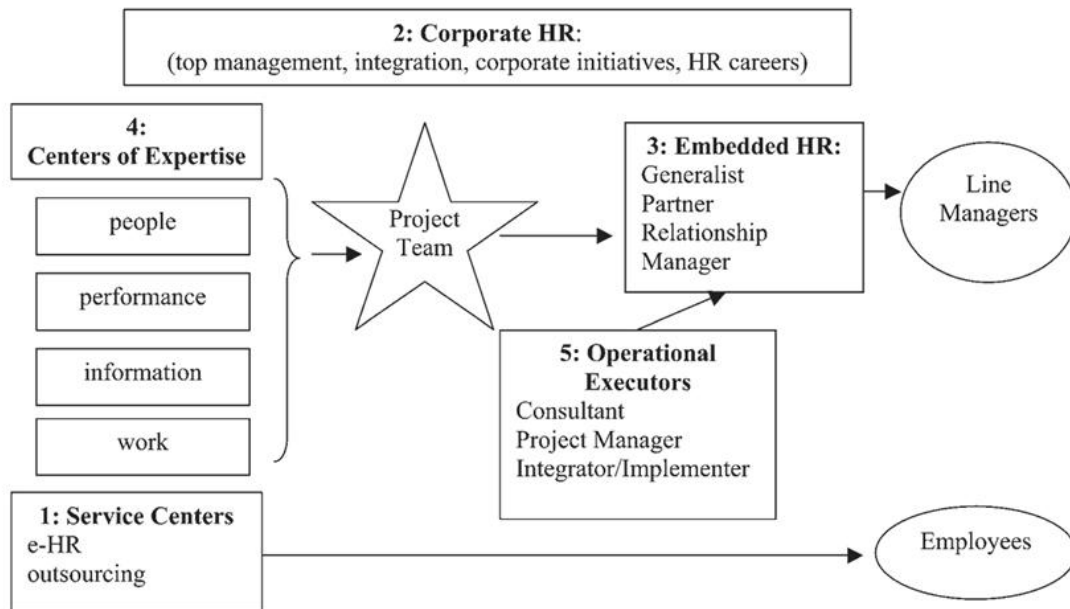 2: Corporate HR:
(top management, integration, corporate initiatives, HR careers)
4:
Centers of Expertise
people
performance
information
work
Project
Team
3: Embedded HR:
Generalist
Partner
Relationship
Manager
Line
Managers
5: Operational
Executors
Consultant
Project Manager
Integrator/Implementer
1: Service Centers
e-HR
outsourcing
Employees